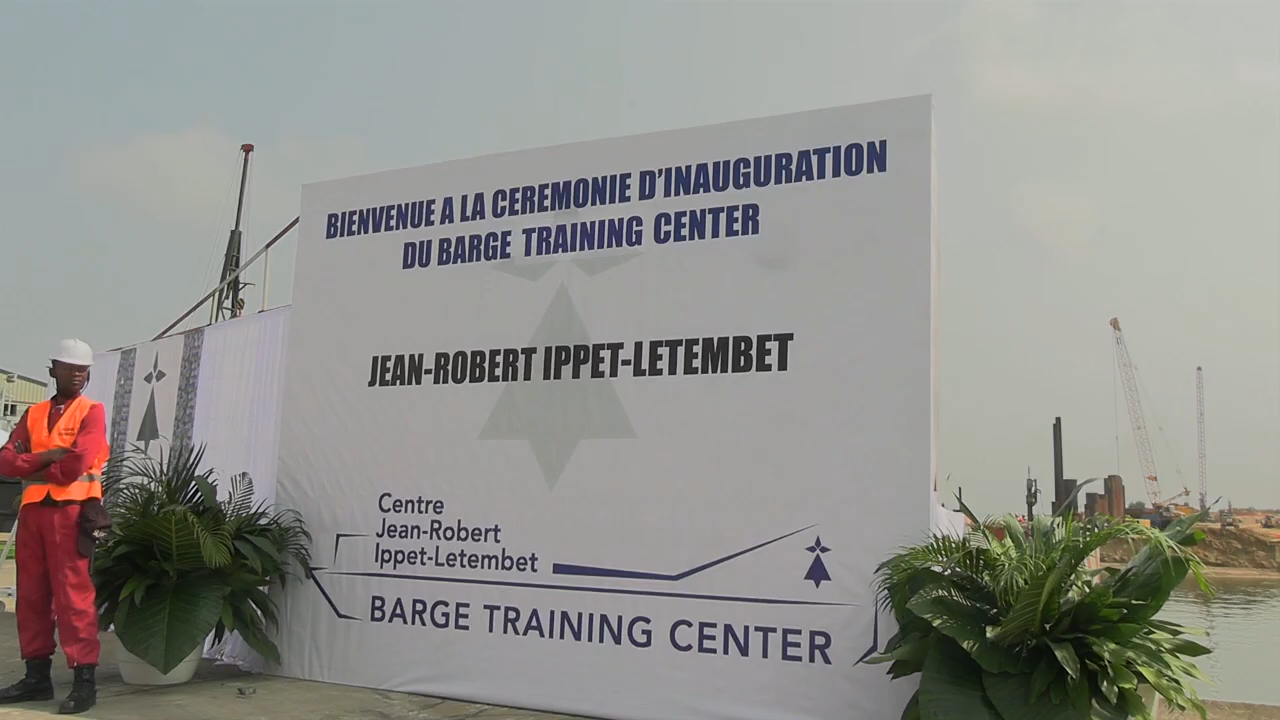 BIENVENUE A LA CEREMONIE D'INAUGURATION
DU BARGE TRAINING CENTER
JEAN-ROBERT IPPET-LETEMBET
Centre
Jean-Robert
Ippet-Letembet
BARGE TRAINING CENTER